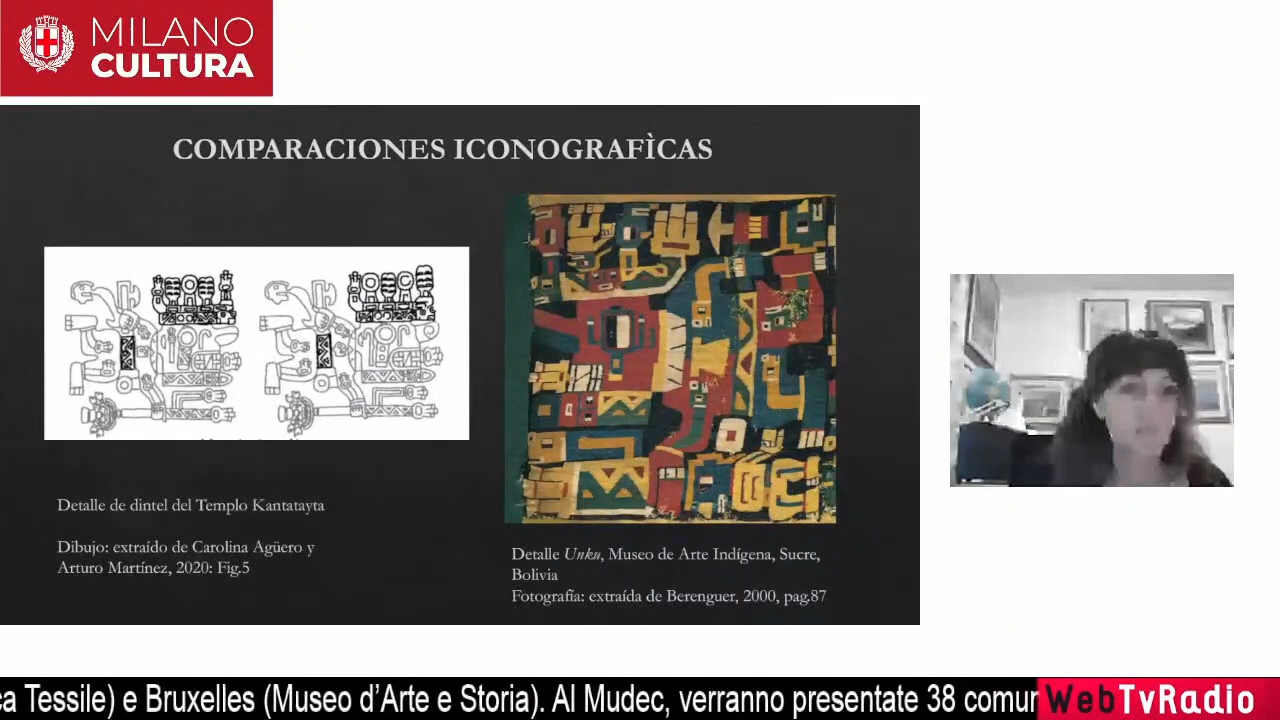 MILANO
CULTURA
COMPARACIONES ICONOGRAFÌCAS
Detalle de dintel del Templo Kantatayta
Dibujo: extraído de Carolina Agüero y
Arturo Martínez, 2020: Fig.5
Detalle Unku, Museo de Arte Indígena, Sucre,
Bolivia
Fotografía: extraída de Berenguer, 2000, pag.87
ca Tessile) e Bruxelles (Museo d’Arte e Storia). Al Mudec, verranno presentate 38 comur
WebTvRadio